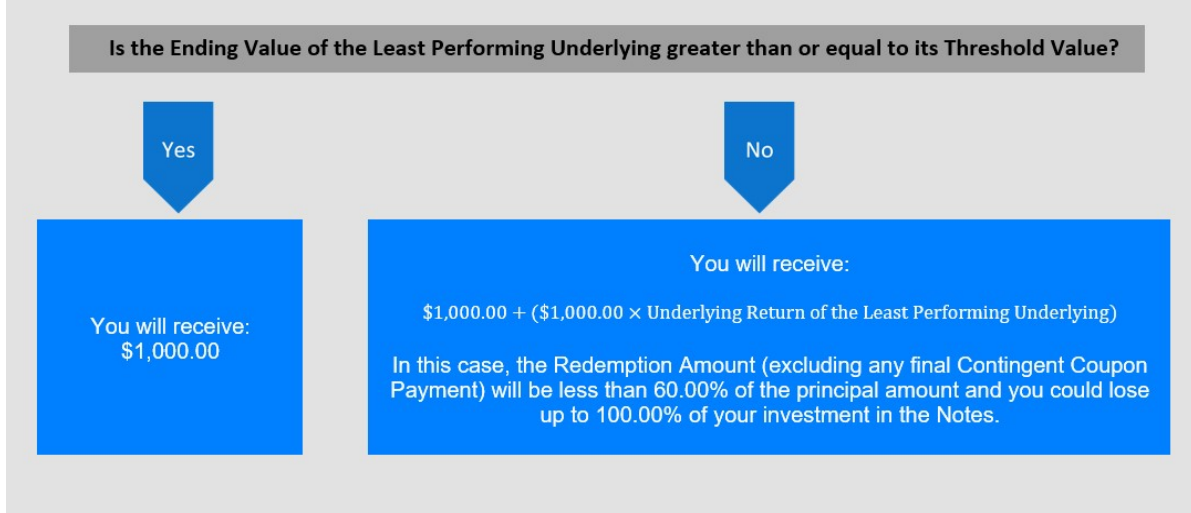 Is the Ending Value of the Least Performing Underlying greater than or equal to its Threshold Value?
Yes
No
You will receive:
$1,000.00
You will receive:
$1,000.00 + ($1,000.00 × Underlying Return of the Least Performing Underlying)
In this case, the Redemption Amount (excluding any final Contingent Coupon
Payment) will be less than 60.00% of the principal amount and you could lose
up to 100.00% of your investment in the Notes.